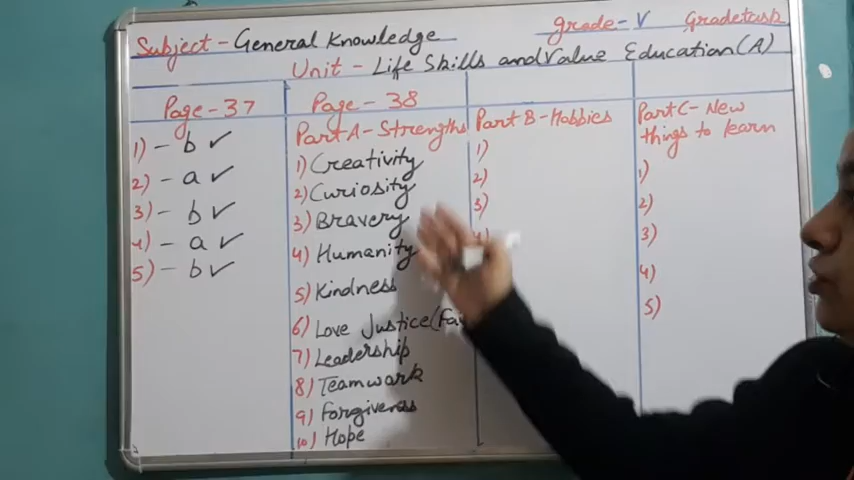 Subject - General Knowledge grade - V Gradetask
Unit - Life Skills and Value Education (A)
Page - 37
1) - b ✓
2) - a ✓
3) - b ✓
4) - a ✓
5) - b ✓
Page - 38
Part A - Strengths
1) Creativity
2) Curiosity
3) Bravery
4) Humanity
5) Kindness
6) Love Justice (Fai
7) Leadership
8) Teamwork
9) Forgiveness
10) Hope
Part B - Hobbies
1)
2)
3)
4)
Part C - New
things to learn
1)
2)
3)
4)
5)